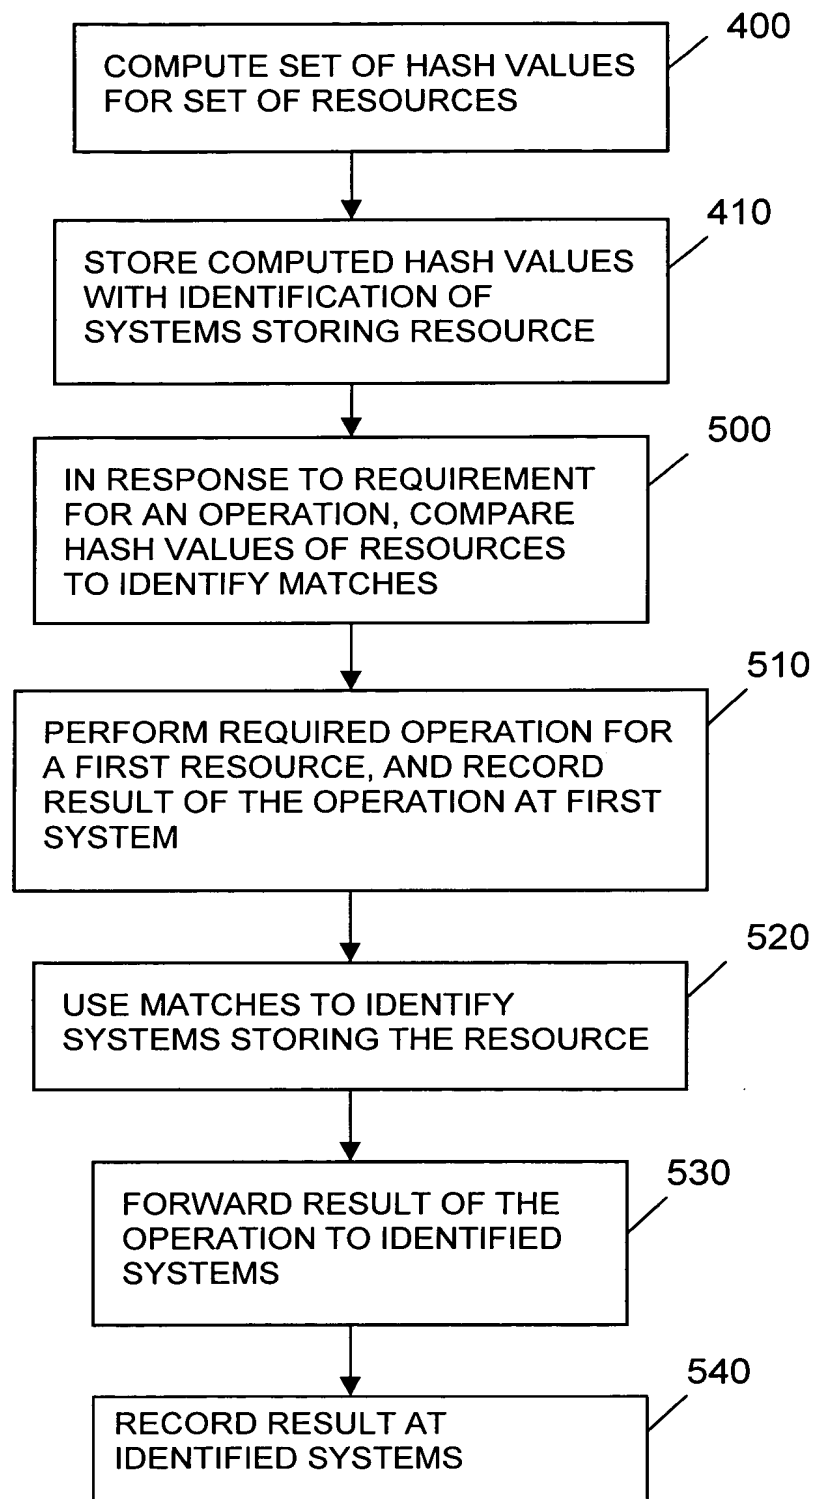 400
COMPUTE SET OF HASH VALUES
FOR SET OF RESOURCES
410
STORE COMPUTED HASH VALUES
WITH IDENTIFICATION OF
SYSTEMS STORING RESOURCE
500
IN RESPONSE TO REQUIREMENT
FOR AN OPERATION, COMPARE
HASH VALUES OF RESOURCES
TO IDENTIFY MATCHES
510
PERFORM REQUIRED OPERATION FOR
A FIRST RESOURCE, AND RECORD
RESULT OF THE OPERATION AT FIRST
SYSTEM
520
USE MATCHES TO IDENTIFY
SYSTEMS STORING THE RESOURCE
530
FORWARD RESULT OF THE
OPERATION TO IDENTIFIED
SYSTEMS
540
RECORD RESULT AT
IDENTIFIED SYSTEMS